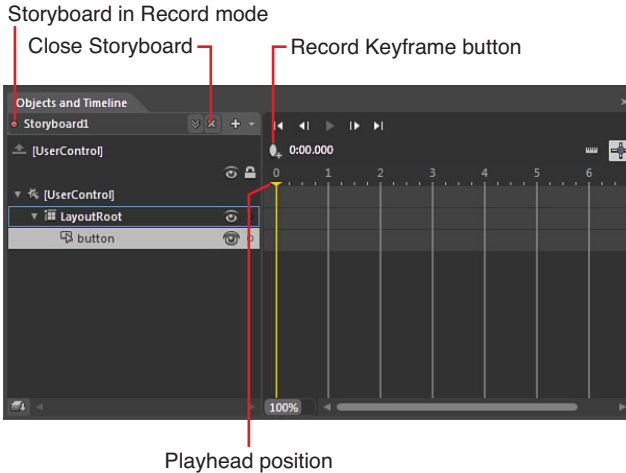 Storyboard in Record mode
Close Storyboard
Record Keyframe button
Objects and Timeline
Storyboard1
[UserControl]
0:00.000
0 1 2 3 4 5 6
[UserControl]
LayoutRoot
button
100%
Playhead position